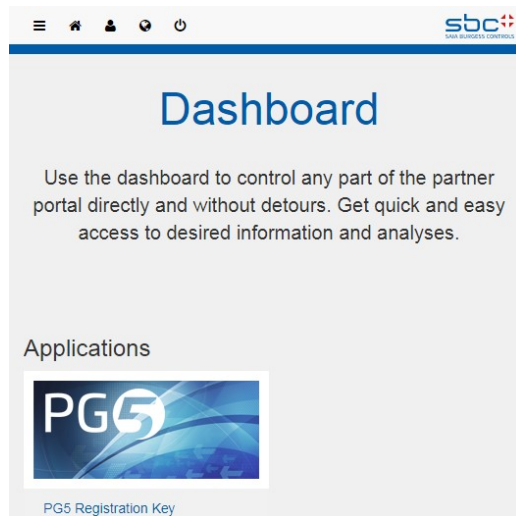 sbc
SAIA BURGESS CONTROLS
Dashboard
Use the dashboard to control any part of the partner
portal directly and without detours. Get quick and easy
access to desired information and analyses.
Applications
PG5
PG5 Registration Key